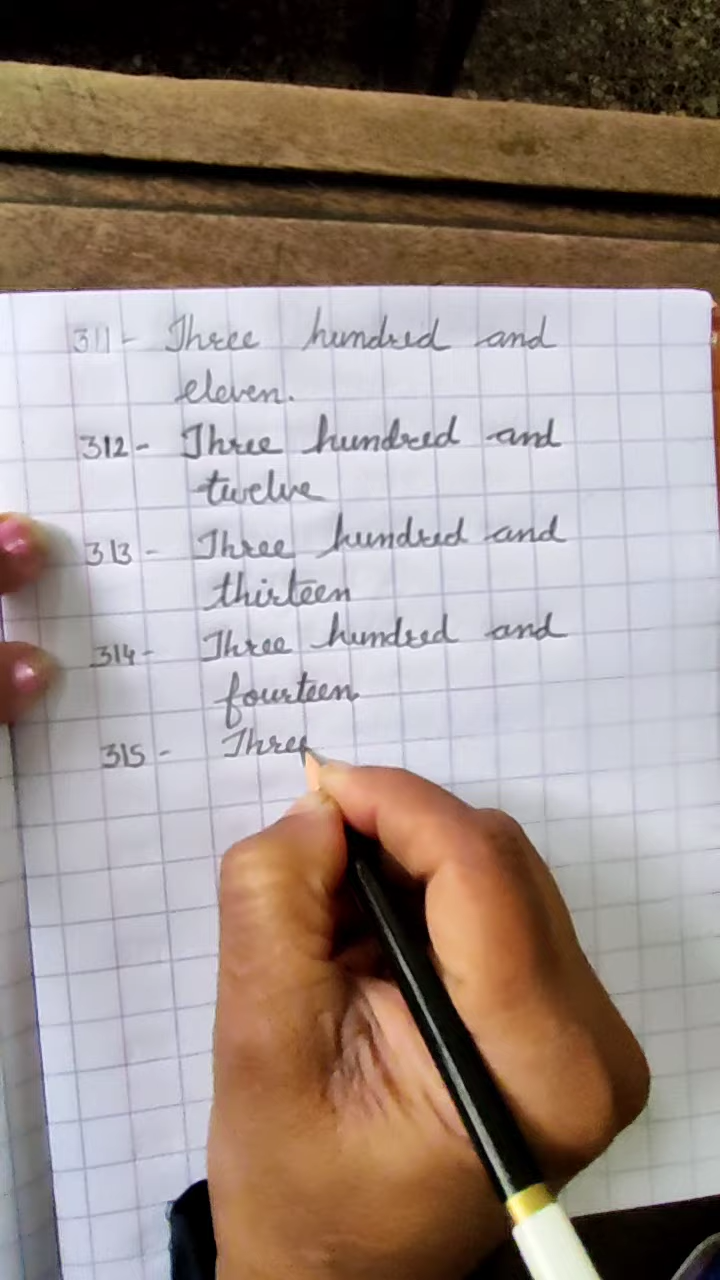 311- Three hundred and
eleven.
312- Three hundred and
twelve
313- Three hundred and
thirteen
314- Three hundred and
fourteen
315- Three